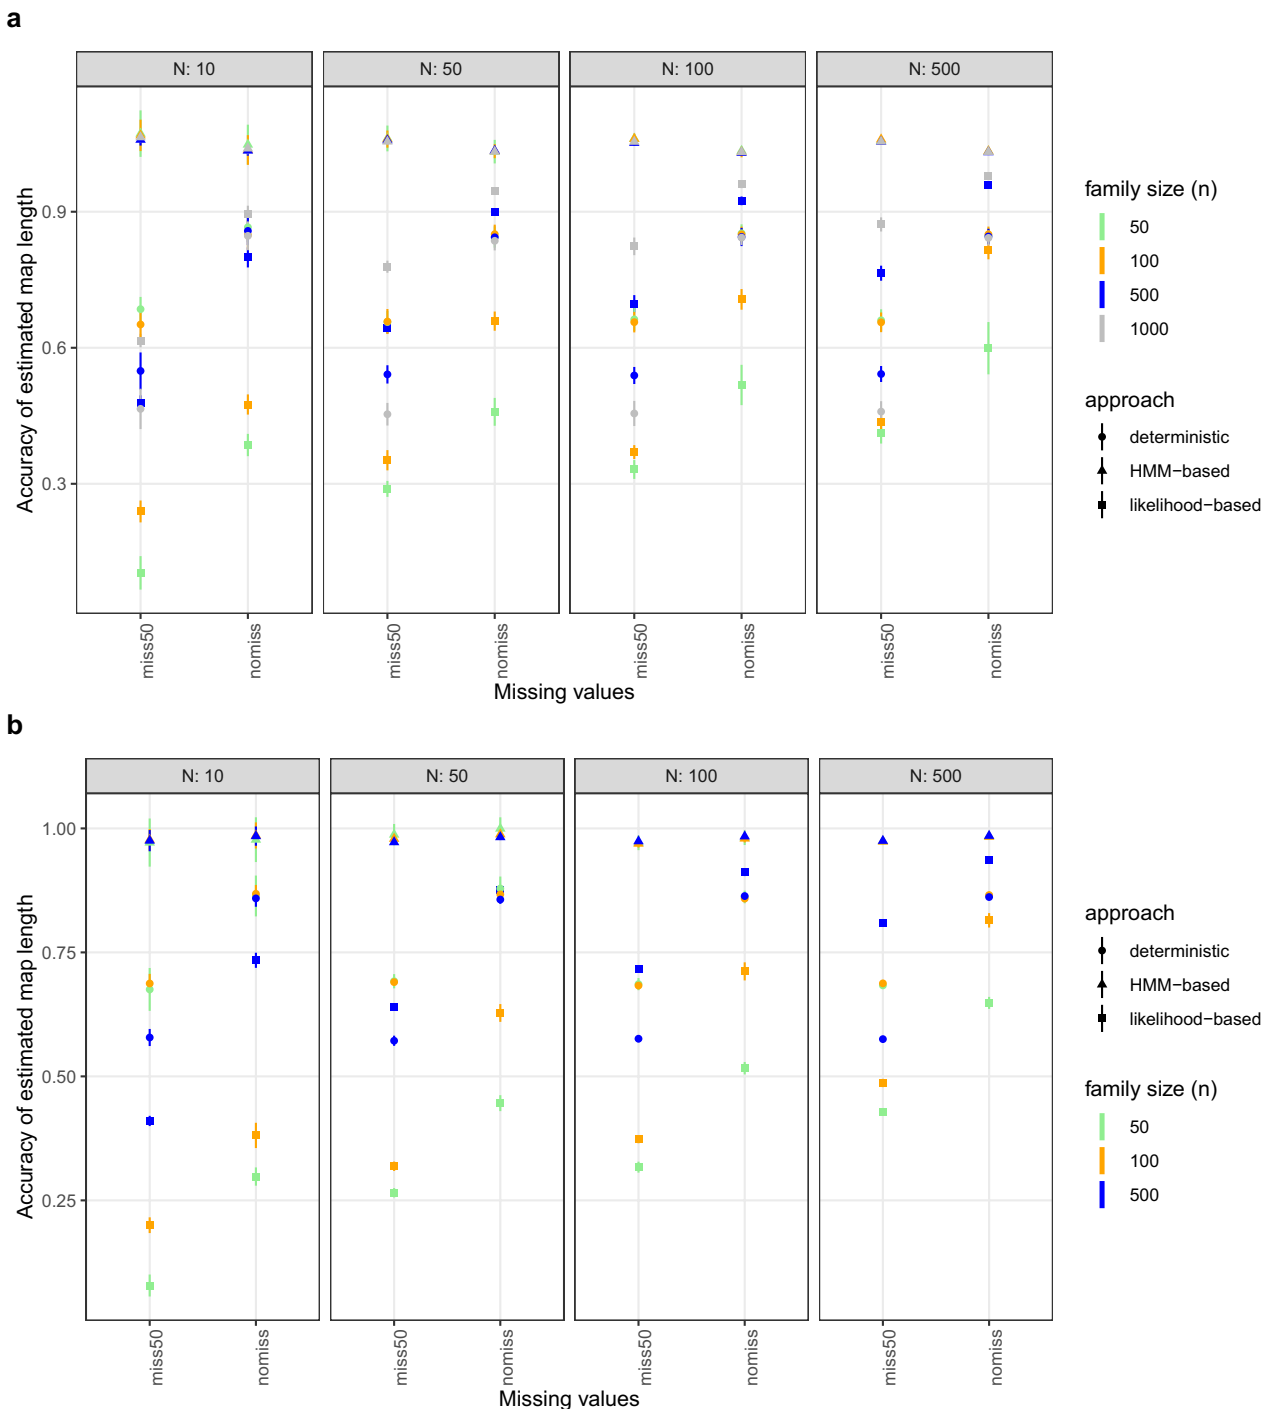 a
N: 10 N: 50 N: 100 N: 500
Accuracy of estimated map length
0.9
0.6
0.3
miss50 nomiss miss50 nomiss miss50 nomiss miss50 nomiss
Missing values
family size (n)
50
100
500
1000
approach
deterministic
HMM−based
likelihood−based
b
N: 10 N: 50 N: 100 N: 500
Accuracy of estimated map length
1.00
0.75
0.50
0.25
miss50 nomiss miss50 nomiss miss50 nomiss miss50 nomiss
Missing values
approach
deterministic
HMM−based
likelihood−based
family size (n)
50
100
500